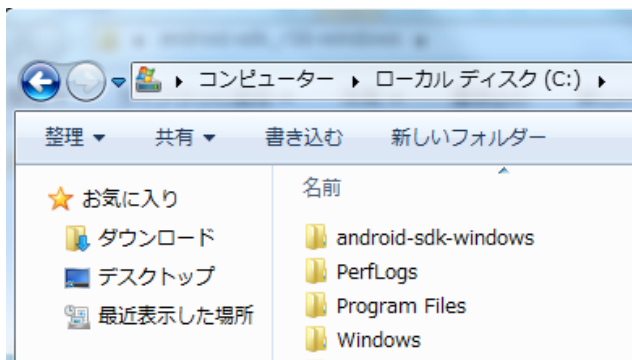 コンピューター ▸ ローカル ディスク (C:) ▸
整理 ▼ 共有 ▼ 書き込む 新しいフォルダー
お気に入り
ダウンロード
デスクトップ
最近表示した場所
名前
android-sdk-windows
PerfLogs
Program Files
Windows